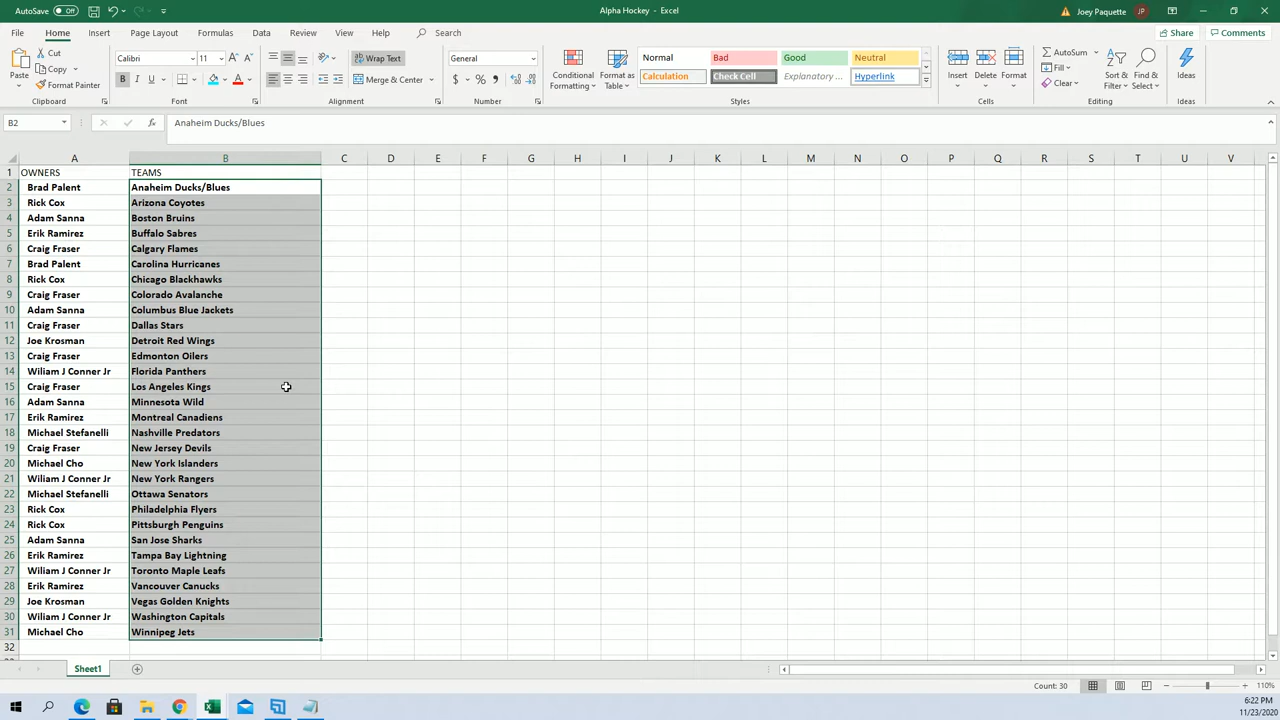 AutoSave Off
Alpha Hockey - Excel
Joey Paquette JP
File Home Insert Page Layout Formulas Data Review View Help Search
Share Comments
Paste
Cut
Copy
Format Painter
Clipboard
Calibri 11
B I U
Font
Wrap Text
Merge & Center
Alignment
General
$ % ,
Number
Conditional Formatting
Format as Table
Normal Bad Good Neutral
Calculation Check Cell Explanatory ... Hyperlink
Styles
Insert Delete Format
Cells
AutoSum
Fill
Clear
Sort & Filter
Find & Select
Editing
Ideas
Ideas
B2 fx Anaheim Ducks/Blues
A B C D E F G H I J K L M N O P Q R S T U V
1 OWNERS TEAMS
2 Brad Palent Anaheim Ducks/Blues
3 Rick Cox Arizona Coyotes
4 Adam Sanna Boston Bruins
5 Erik Ramirez Buffalo Sabres
6 Craig Fraser Calgary Flames
7 Brad Palent Carolina Hurricanes
8 Rick Cox Chicago Blackhawks
9 Craig Fraser Colorado Avalanche
10 Adam Sanna Columbus Blue Jackets
11 Craig Fraser Dallas Stars
12 Joe Krosman Detroit Red Wings
13 Craig Fraser Edmonton Oilers
14 Wiliam J Conner Jr Florida Panthers
15 Craig Fraser Los Angeles Kings
16 Adam Sanna Minnesota Wild
17 Erik Ramirez Montreal Canadiens
18 Michael Stefanelli Nashville Predators
19 Craig Fraser New Jersey Devils
20 Michael Cho New York Islanders
21 Wiliam J Conner Jr New York Rangers
22 Michael Stefanelli Ottawa Senators
23 Rick Cox Philadelphia Flyers
24 Rick Cox Pittsburgh Penguins
25 Adam Sanna San Jose Sharks
26 Erik Ramirez Tampa Bay Lightning
27 Wiliam J Conner Jr Toronto Maple Leafs
28 Erik Ramirez Vancouver Canucks
29 Joe Krosman Vegas Golden Knights
30 Wiliam J Conner Jr Washington Capitals
31 Michael Cho Winnipeg Jets
32
Sheet1
Count: 30 110%
6:22 PM
11/23/2020